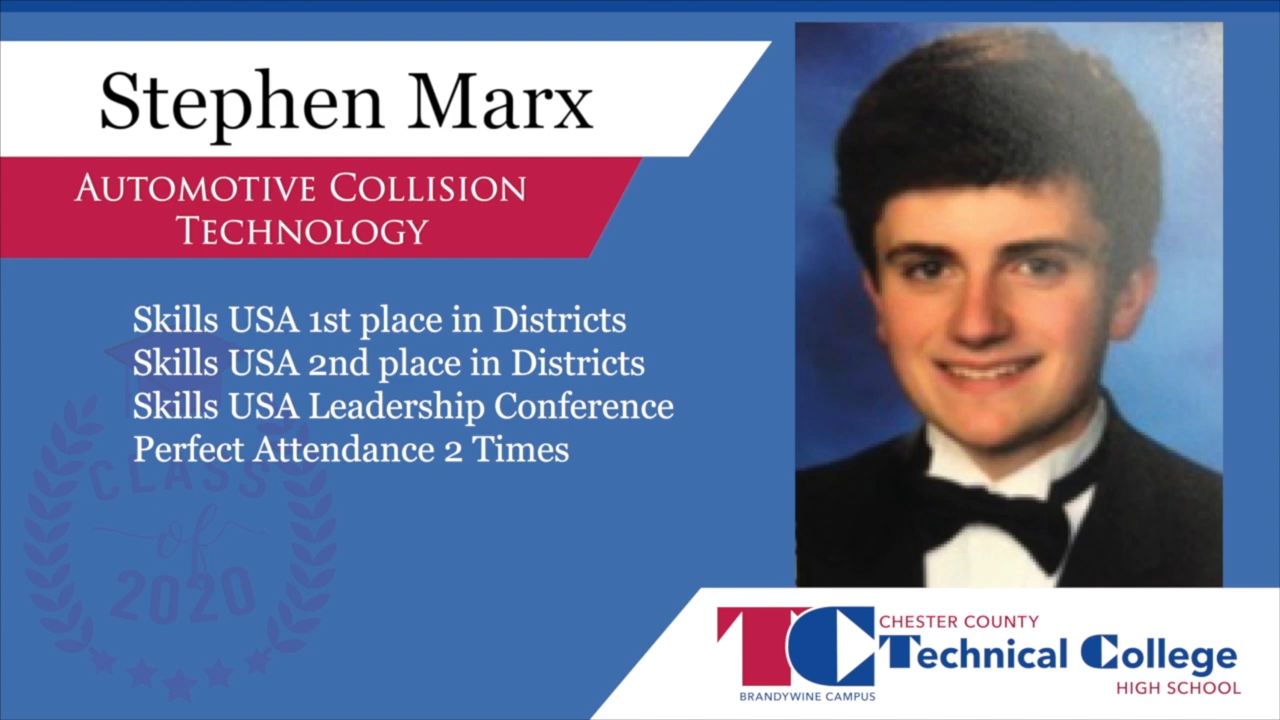 Stephen Marx
AUTOMOTIVE COLLISION
TECHNOLOGY
Skills USA 1st place in Districts
Skills USA 2nd place in Districts
Skills USA Leadership Conference
Perfect Attendance 2 Times
CLASS
of
2020
TC
BRANDYWINE CAMPUS
CHESTER COUNTY
Technical College
HIGH SCHOOL